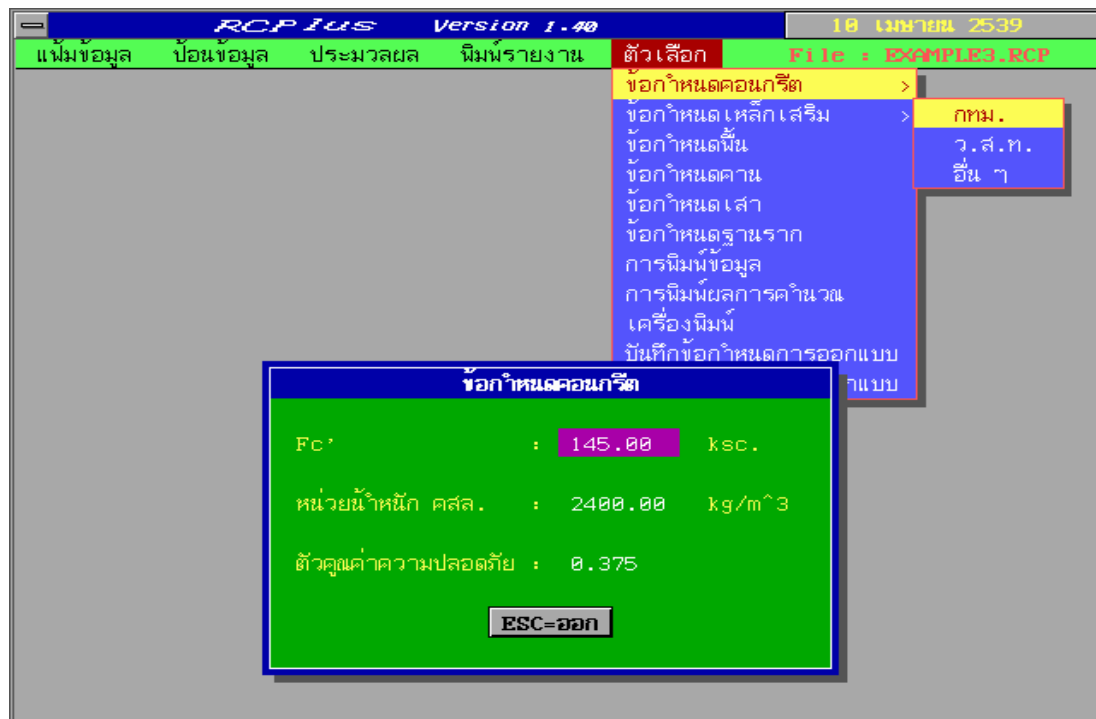 RCPlus Version 1.40 10 เมษายน 2539
แฟ้มข้อมูล ป้อนข้อมูล ประมวลผล พิมพ์รายงาน ตัวเลือก File : EXAMPLE3.RCP
ข้อกำหนดคอนกรีต >
ข้อกำหนดเหล็กเสริม >
ข้อกำหนดพื้น
ข้อกำหนดคาน
ข้อกำหนดเสา
ข้อกำหนดฐานราก
การพิมพ์ข้อมูล
การพิมพ์ผลการคำนวณ
เครื่องพิมพ์
บันทึกข้อกำหนดการออกแบบ
กแบบ
กทม.
ว.ส.ท.
อื่น ๆ
ข้อกำหนดคอนกรีต
Fc' : 145.00 ksc.
หน่วยน้ำหนัก คสล. : 2400.00 kg/m^3
ตัวคูณค่าความปลอดภัย : 0.375
ESC=ออก